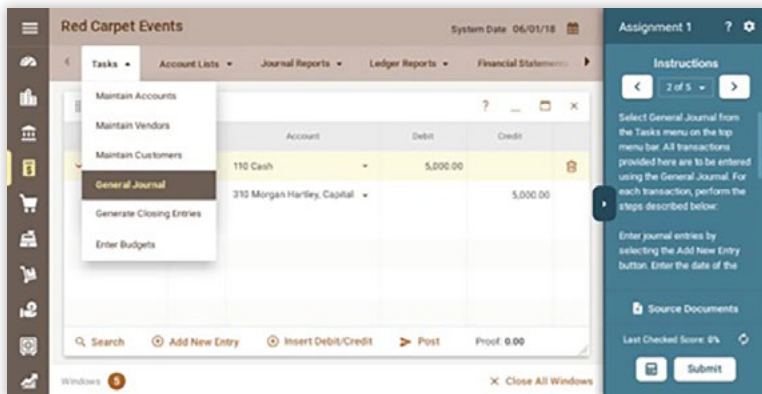 Red Carpet Events
System Date 06/01/18
Tasks
Account Lists
Journal Reports
Ledger Reports
Financial Statements
Maintain Accounts
Maintain Vendors
Maintain Customers
General Journal
Generate Closing Entries
Enter Budgets
?
Account
Debit
Credit
110 Cash
5,000.00
310 Morgan Hartley, Capital
5,000.00
Search
Add New Entry
Insert Debit/Credit
Post
Proof: 0.00
Windows 5
Close All Windows
Assignment 1
?
Instructions
2 of 5
Select General Journal from
the Tasks menu on the top
menu bar. All transactions
provided here are to be entered
using the General Journal. For
each transaction, perform the
steps described below:
Enter journal entries by
selecting the Add New Entry
button. Enter the date of the
Source Documents
Last Checked Score: 0%
Submit